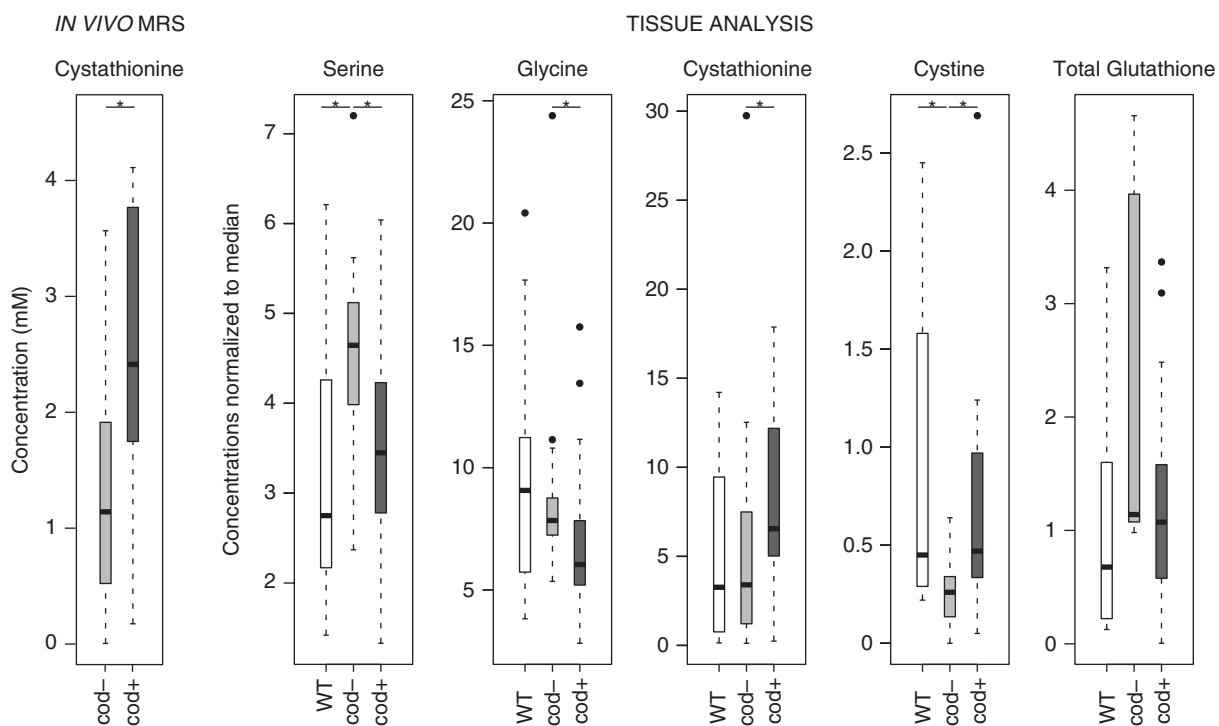 IN VIVO MRS
TISSUE ANALYSIS
Cystathionine
Serine
Glycine
Cystathionine
Cystine
Total Glutathione
Concentration (mM)
4
3
2
1
0
*
cod–
cod+
Concentrations normalized to median
7
6
5
4
3
2
*
*
WT
cod–
cod+
25
20
15
10
5
*
WT
cod–
cod+
30
25
20
15
10
5
0
*
WT
cod–
cod+
2.5
2.0
1.5
1.0
0.5
0
*
*
WT
cod–
cod+
4
3
2
1
0
WT
cod–
cod+